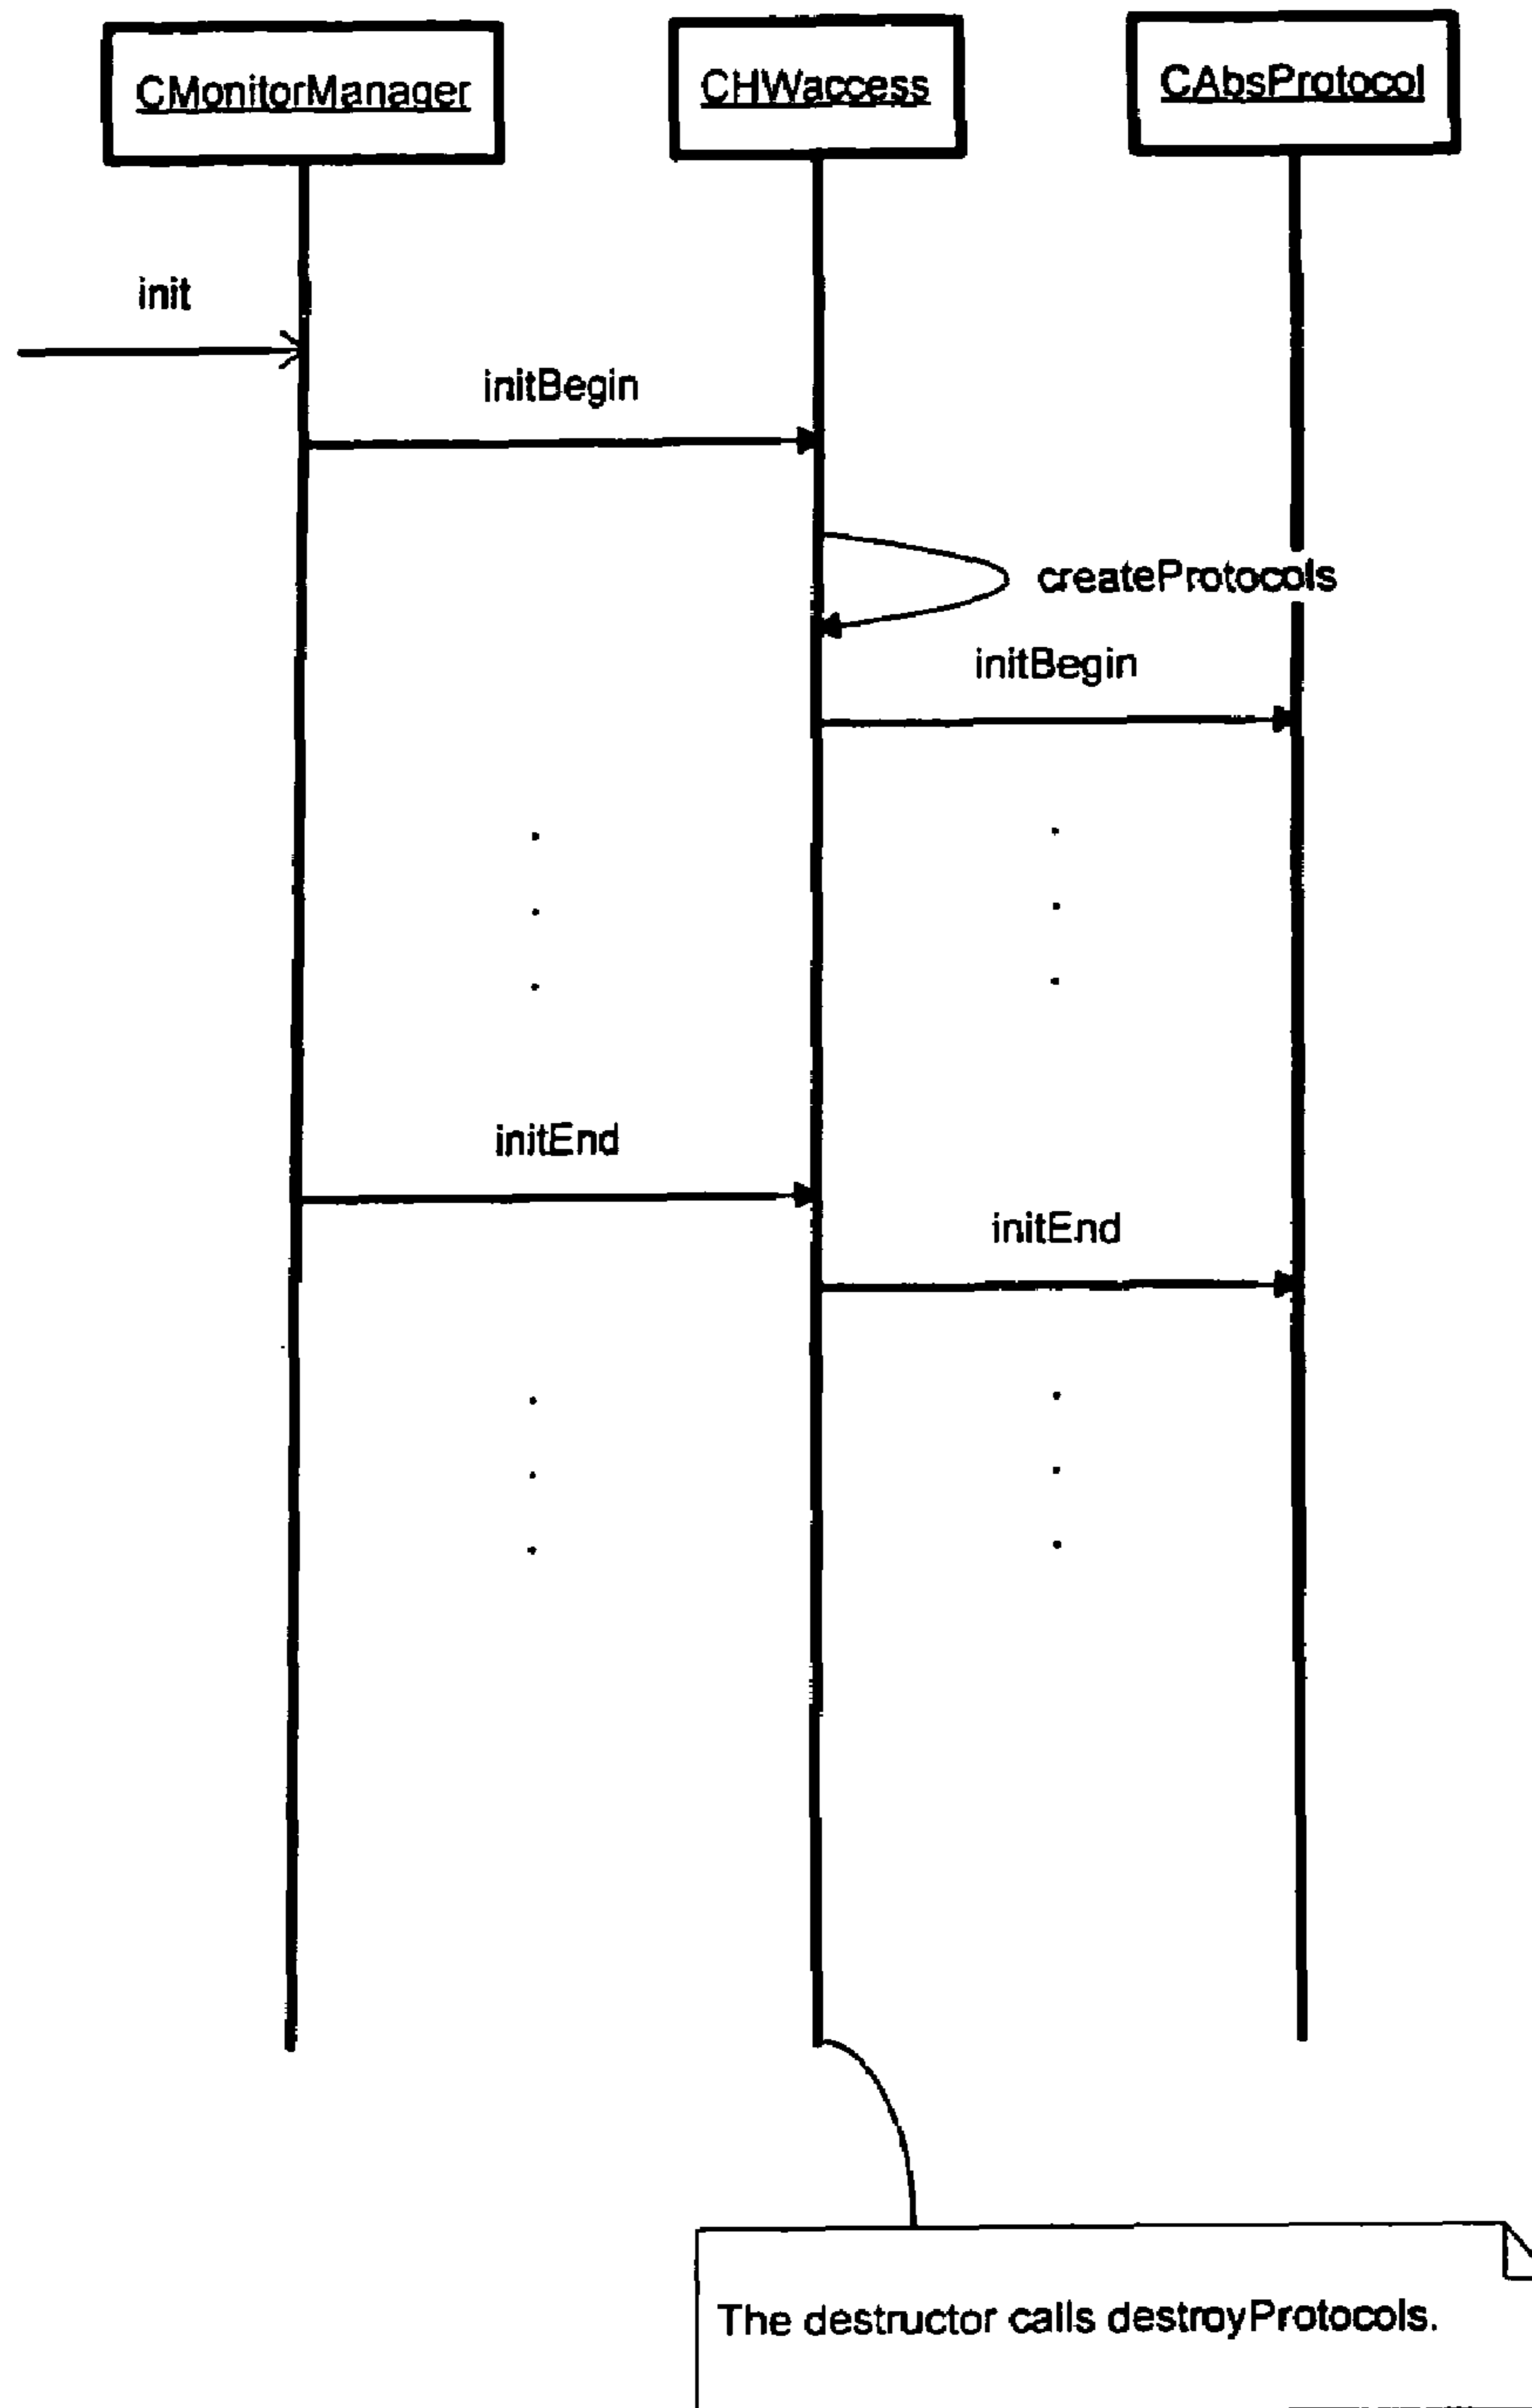 CMonitorManager
CHWaccess
CAbsProtocol
init
initBegin
createProtocols
initBegin
initEnd
initEnd
The destructor calls destroyProtocols.